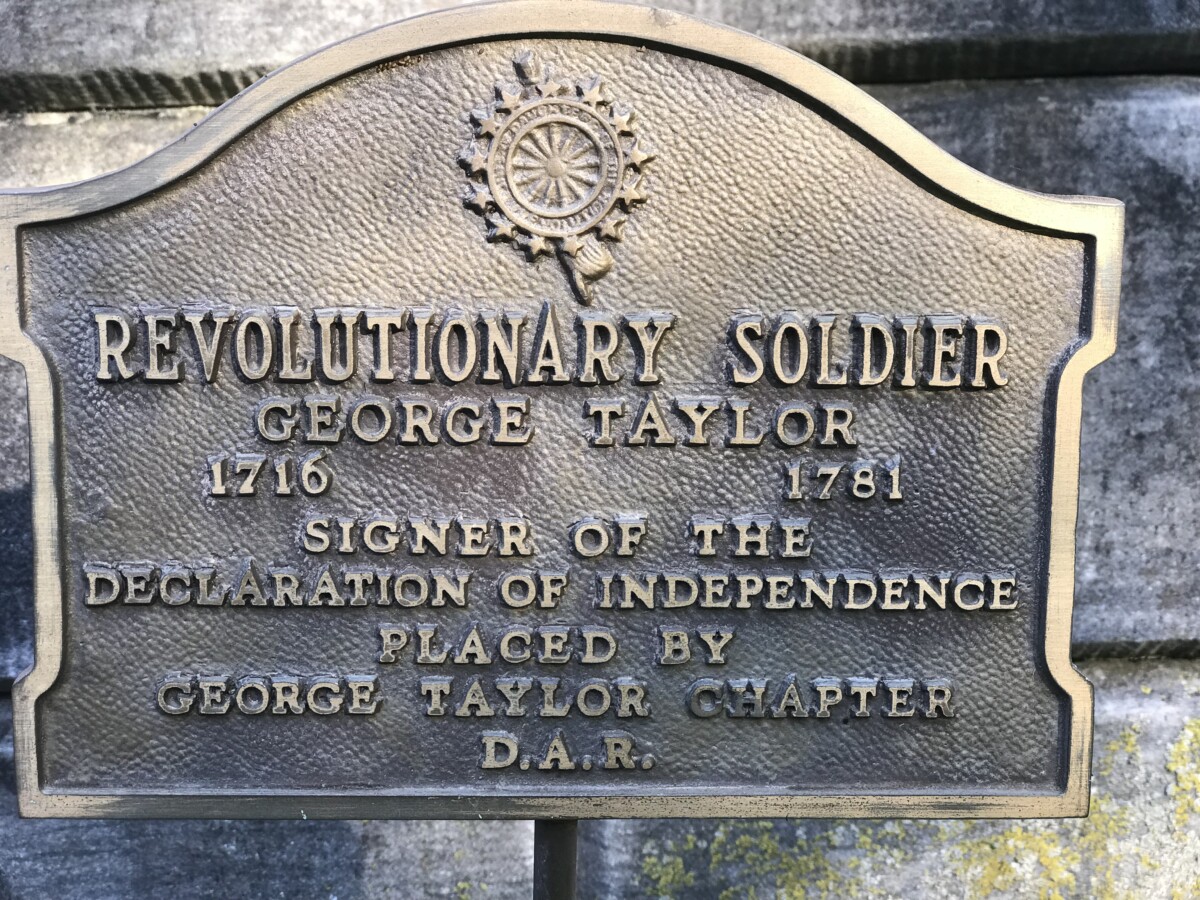 REVOLUTIONARY SOLDIER
GEORGE TAYLOR
1716 1781
SIGNER OF THE
DECLARATION OF INDEPENDENCE
PLACED BY
GEORGE TAYLOR CHAPTER
D.A.R.